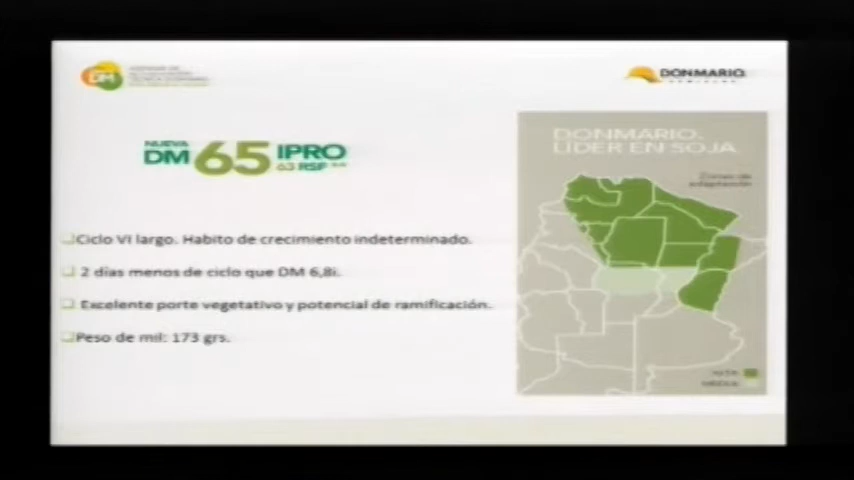 DM
DONMARIO
NUEVA
DM 65 IPRO
63 RSF
DONMARIO.
LÍDER EN SOJA
Zonas de
adaptación
Ciclo VI largo. Habito de crecimiento indeterminado.
2 días menos de ciclo que DM 6,8i.
Excelente porte vegetativo y potencial de ramificación.
Peso de mil: 173 grs.